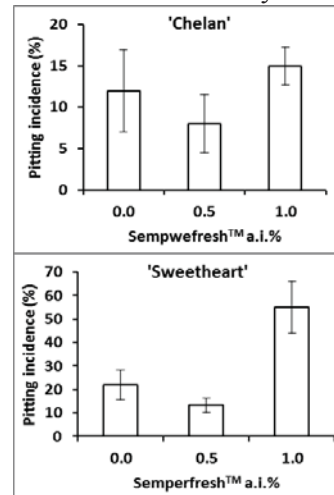 'Chelan'
Pitting incidence (%)
20
15
10
5
0
0.0 0.5 1.0
Sempwefresh™ a.i.%
'Sweetheart'
Pitting incidence (%)
70
60
50
40
30
20
10
0
0.0 0.5 1.0
Semperfresh™ a.i.%